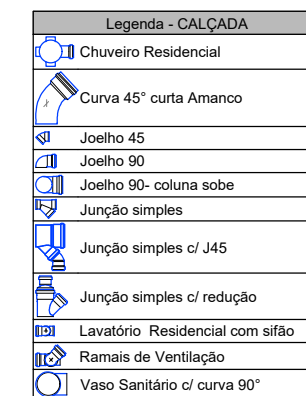 Legenda - CALÇADA
Chuveiro Residencial
Curva 45° curta Amanco
Joelho 45
Joelho 90
Joelho 90- coluna sobe
Junção simples
Junção simples c/ J45
Junção simples c/ redução
Lavatório Residencial com sifão
Ramais de Ventilação
Vaso Sanitário c/ curva 90°